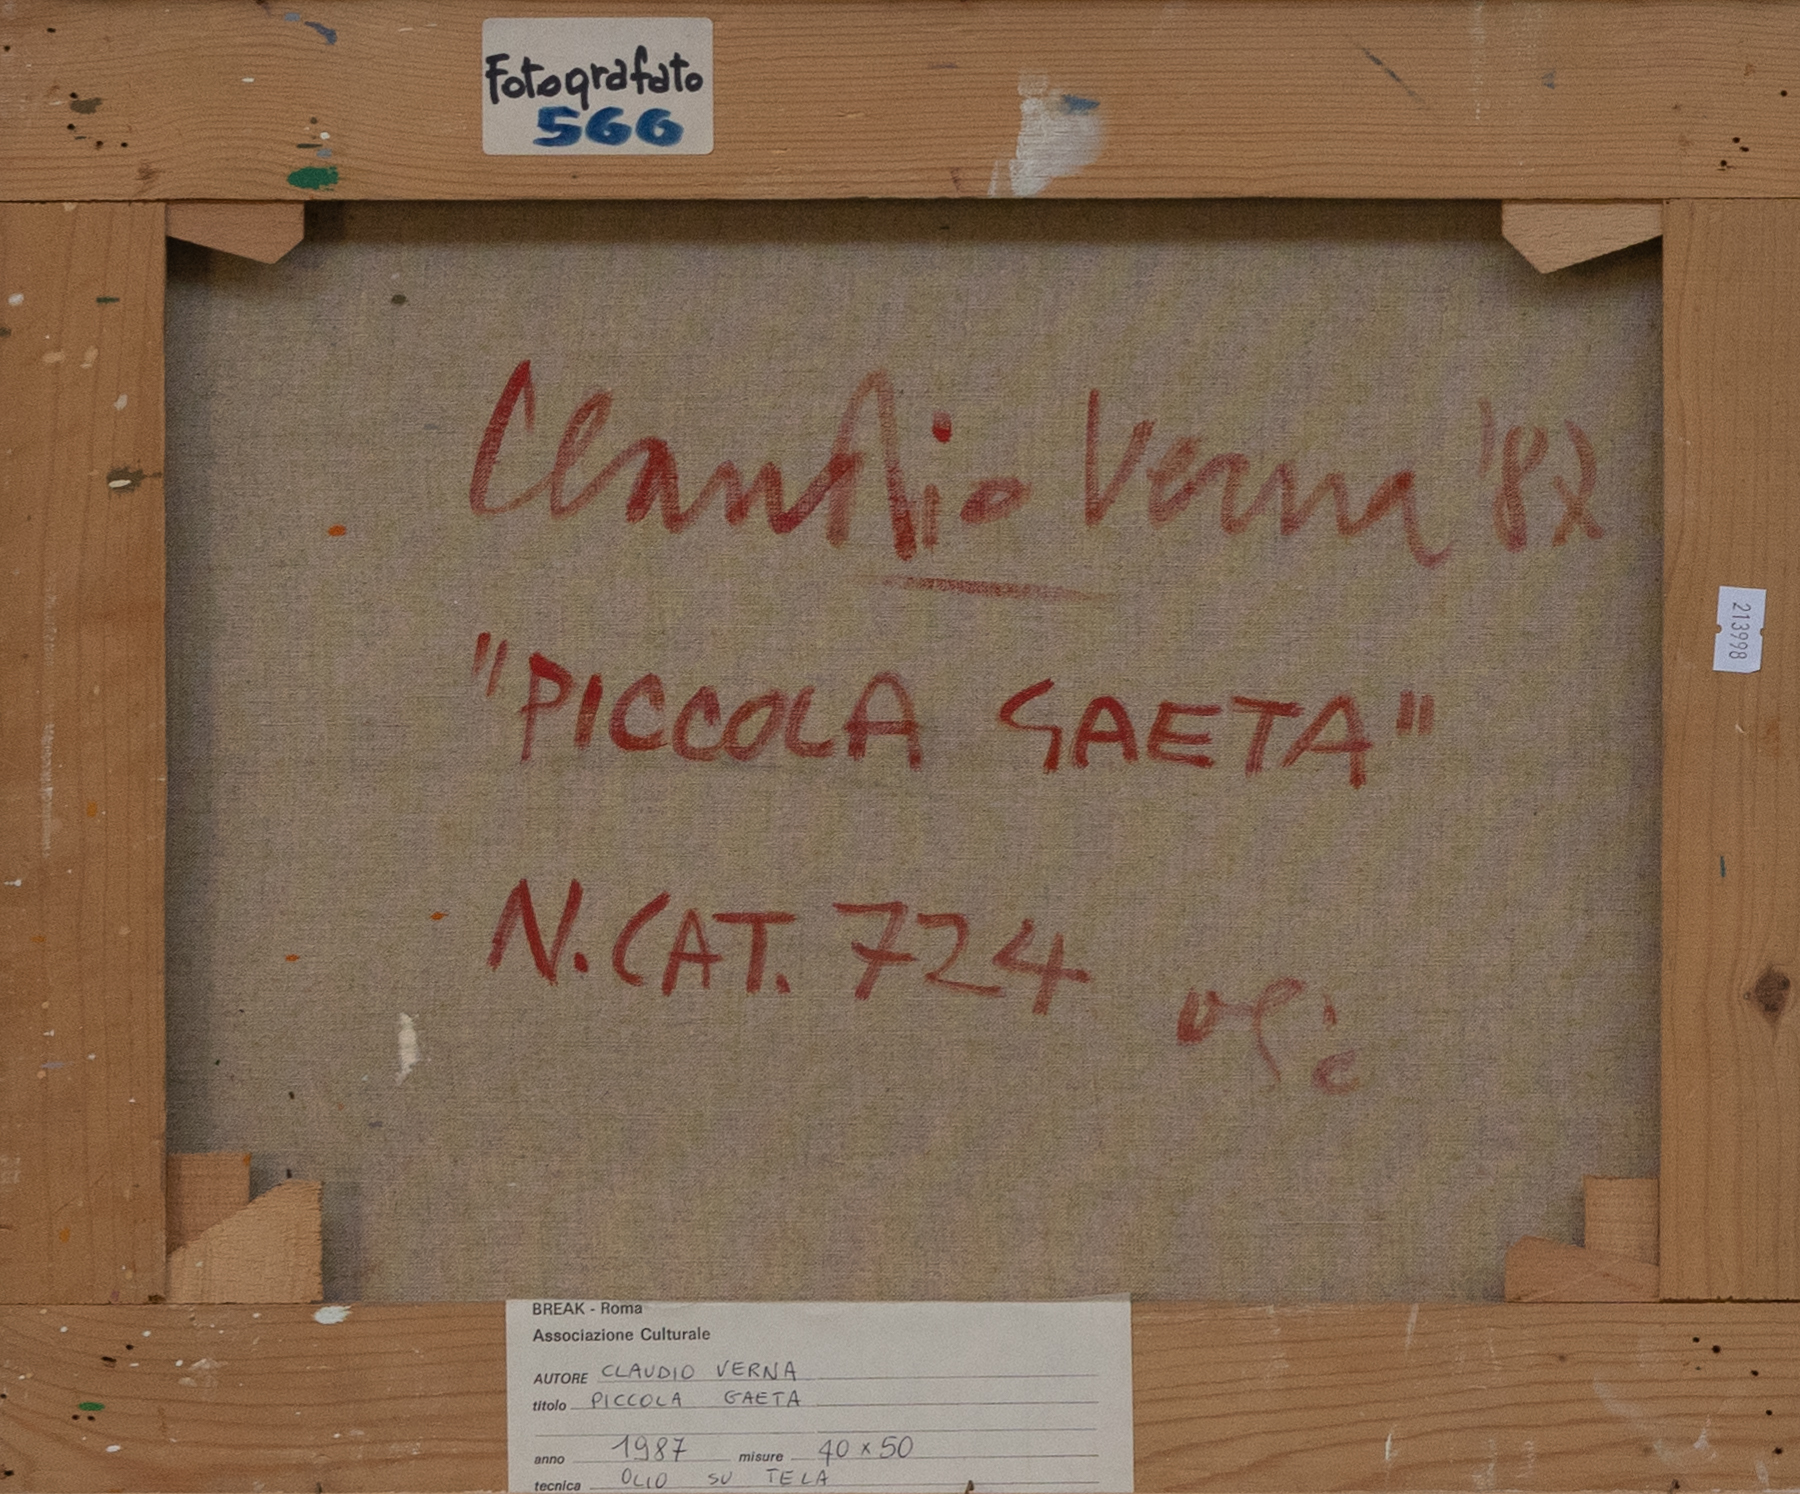 Fotografato
566
Claudio Verna '87
"PICCOLA GAETA"
213998
N. CAT. 724
BREAK - Roma
Associazione Culturale
AUTORE CLAUDIO VERNA
titolo PICCOLA GAETA
anno 1987 misure 40 x 50
tecnica OLIO SU TELA